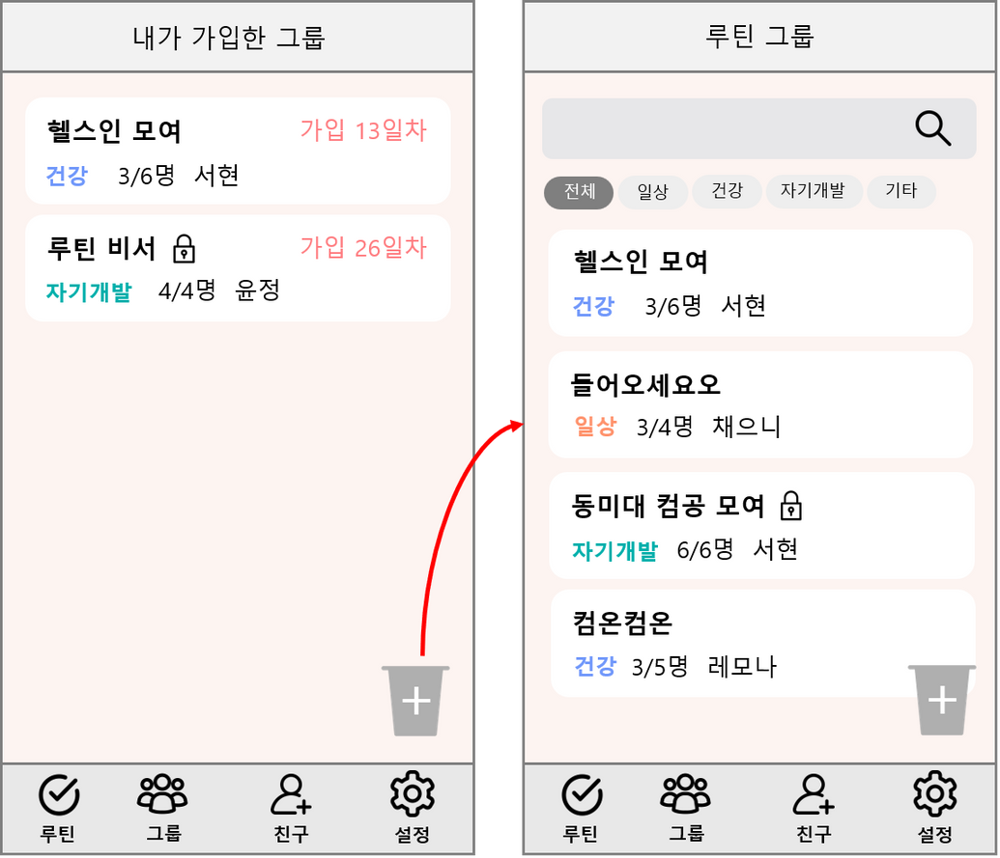 내가 가입한 그룹
헬스인 모여 가입 13일차
건강 3/6명 서현
루틴 비서 가입 26일차
자기개발 4/4명 윤정
루틴 그룹 친구 설정
루틴 그룹
전체 일상 건강 자기개발 기타
헬스인 모여
건강 3/6명 서현
들어오세요오
일상 3/4명 채으니
동미대 컴공 모여
자기개발 6/6명 서현
컴온컴온
건강 3/5명 레모나
루틴 그룹 친구 설정